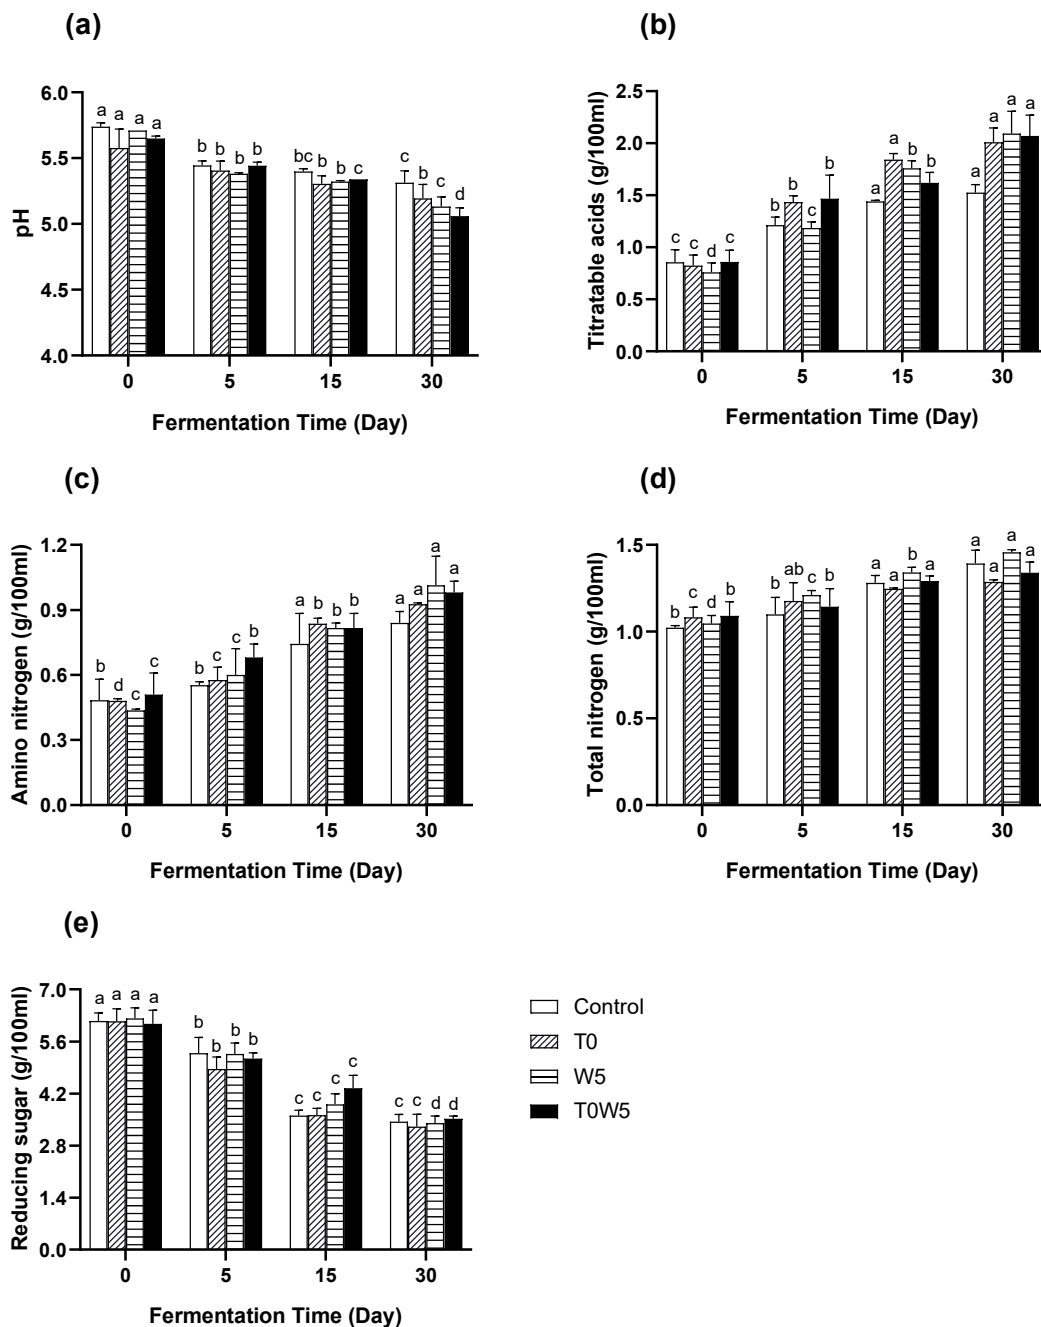 (a)
6.0
5.5
5.0
4.5
4.0
pH
a a a a
b b b b
bc b b c
c b c d
0 5 15 30
Fermentation Time (Day)
(b)
2.5
2.0
1.5
1.0
0.5
0.0
Titratable acids (g/100ml)
c c d c
b b c b
a a b b
a a a a
0 5 15 30
Fermentation Time (Day)
(c)
1.2
0.9
0.6
0.3
0.0
Amino nitrogen (g/100ml)
b d c c
b c c b
a b b b
a a a a
0 5 15 30
Fermentation Time (Day)
(d)
1.5
1.0
0.5
0.0
Total nitrogen (g/100ml)
b c d b
b ab c b
a a b a
a a a a
0 5 15 30
Fermentation Time (Day)
(e)
7.0
5.6
4.2
2.8
1.4
0.0
Reducing sugar (g/100ml)
a a a a
b b b b
c c c c
c c d d
0 5 15 30
Fermentation Time (Day)
Control
T0
W5
T0W5